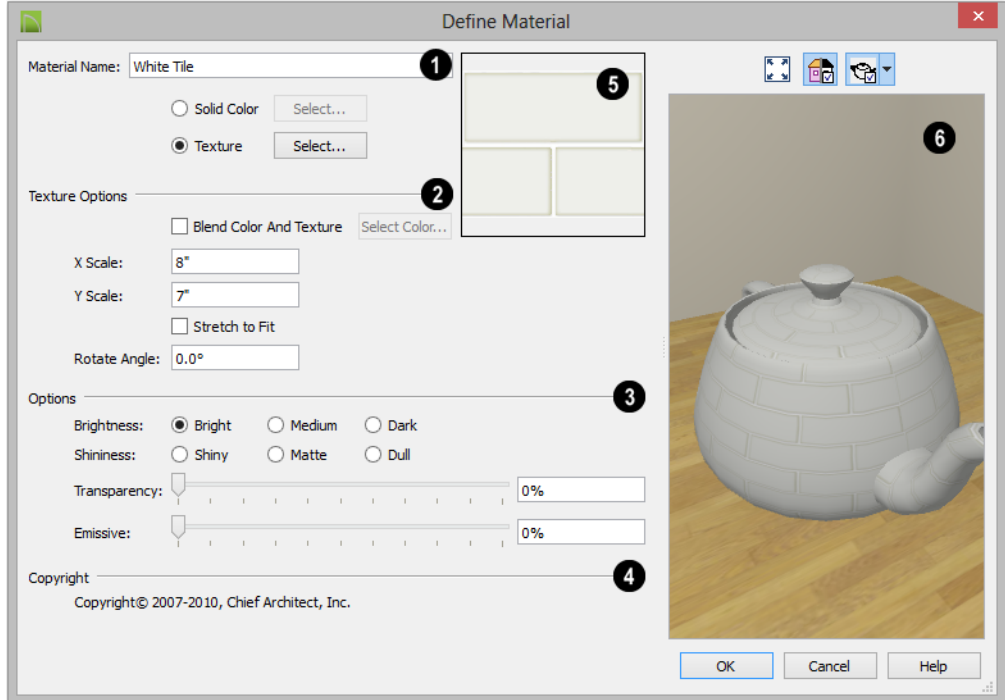 Define Material
Material Name: White Tile 1
Solid Color Select...
Texture Select...
5
6
Texture Options 2
Blend Color And Texture Select Color...
X Scale: 8"
Y Scale: 7"
Stretch to Fit
Rotate Angle: 0.0°
Options 3
Brightness: Bright Medium Dark
Shininess: Shiny Matte Dull
Transparency: 0%
Emissive: 0%
Copyright 4
Copyright© 2007-2010, Chief Architect, Inc.
OK Cancel Help